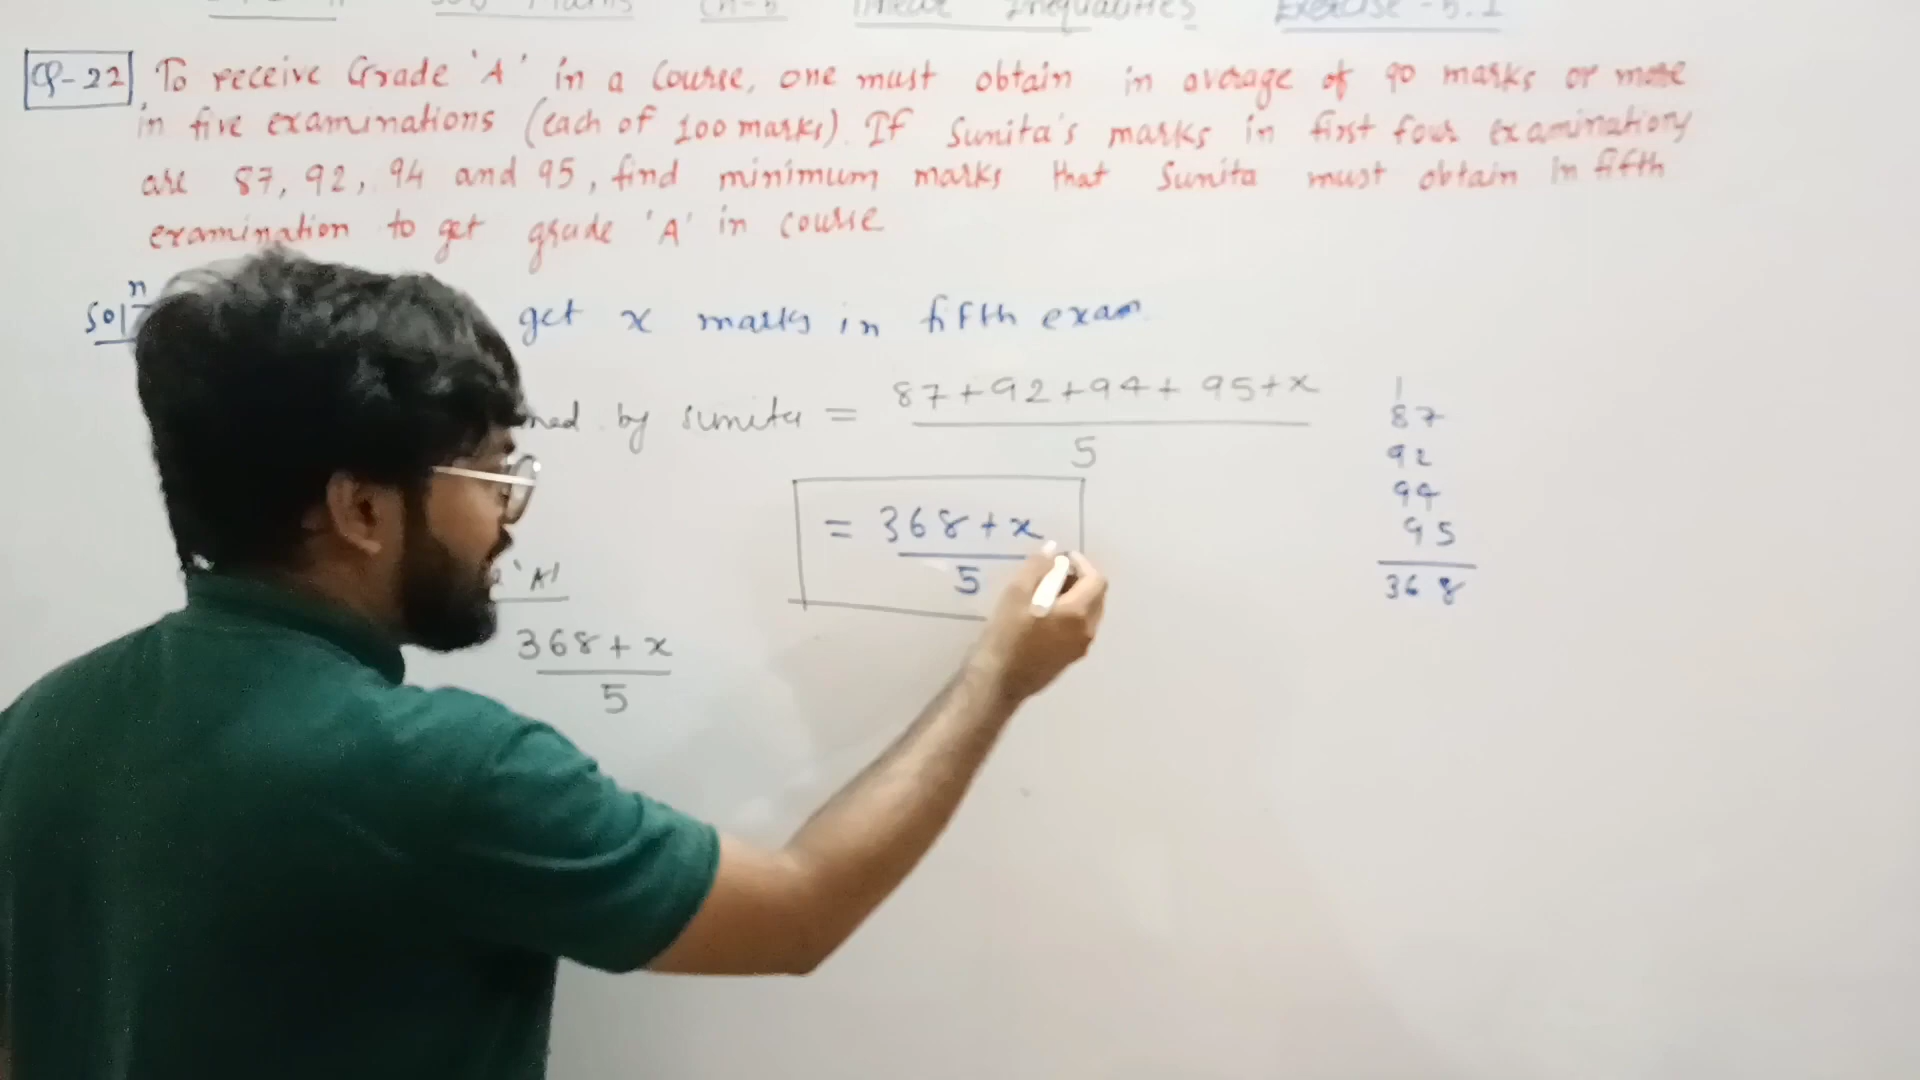 Maths Ch-5 linear Inequalities Exercise-5.1
Q-22 To receive Grade 'A' in a Course, one must obtain in average of 90 marks or more
in five examinations (each of 100 marks). If Sunita's marks in first four examinations
are 87, 92, 94 and 95, find minimum marks that Sunita must obtain in fifth
examination to get grade 'A' in course
Solⁿ get x marks in fifth exam.
by sunita = 87+92+94+95+x
5
= 368+x
5
'A'
368+x
5
1
87
92
94
95
368